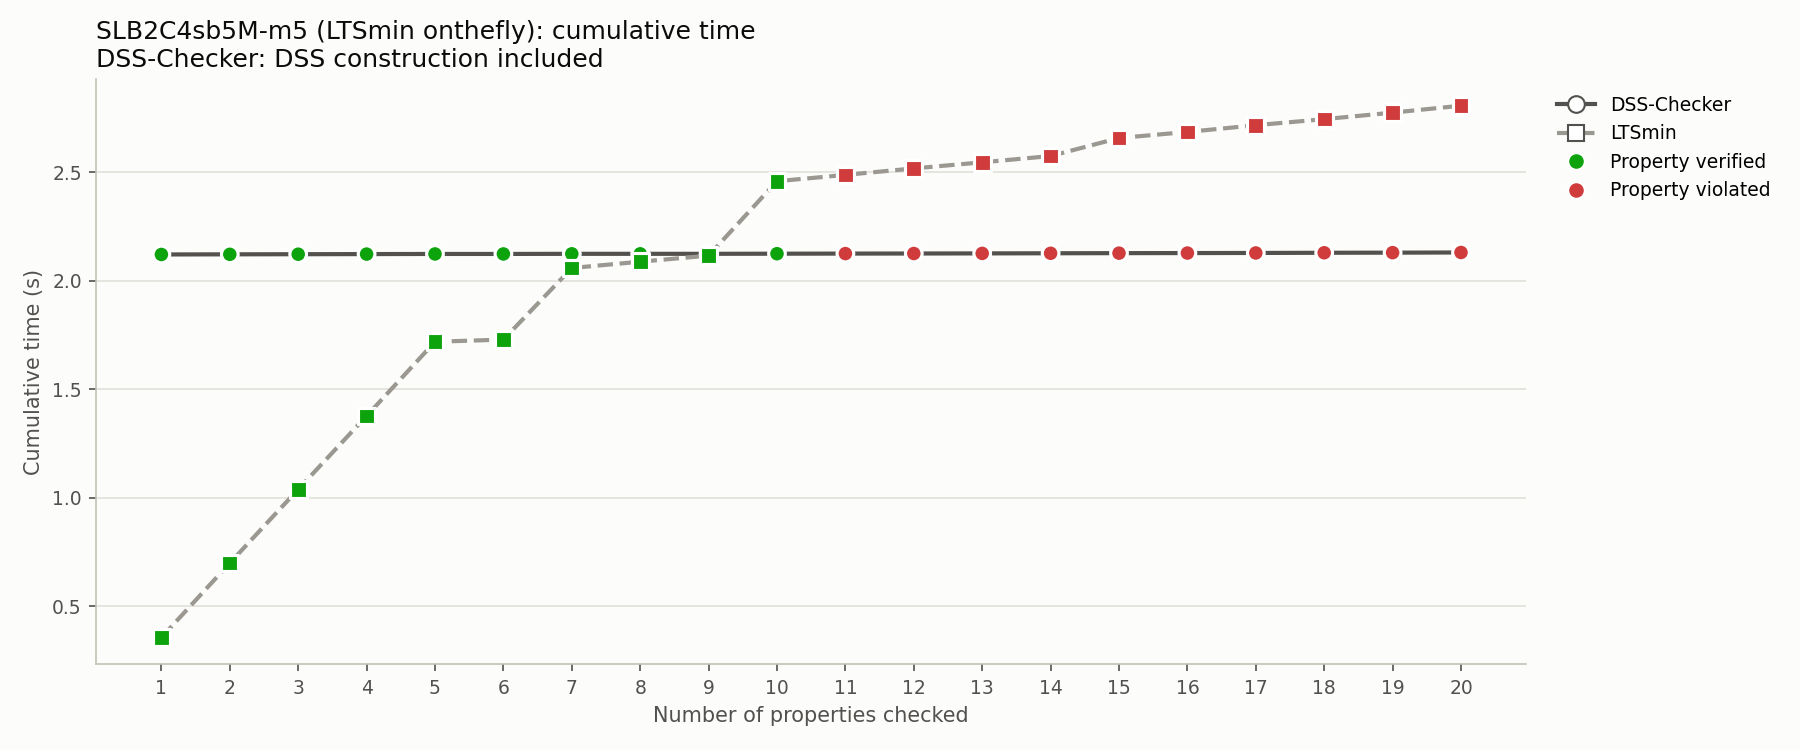 SLB2C4sb5M-m5 (LTSmin onthefly): cumulative time
DSS-Checker: DSS construction included
DSS-Checker
LTSmin
Property verified
Property violated
Cumulative time (s)
2.5
2.0
1.5
1.0
0.5
1 2 3 4 5 6 7 8 9 10 11 12 13 14 15 16 17 18 19 20
Number of properties checked